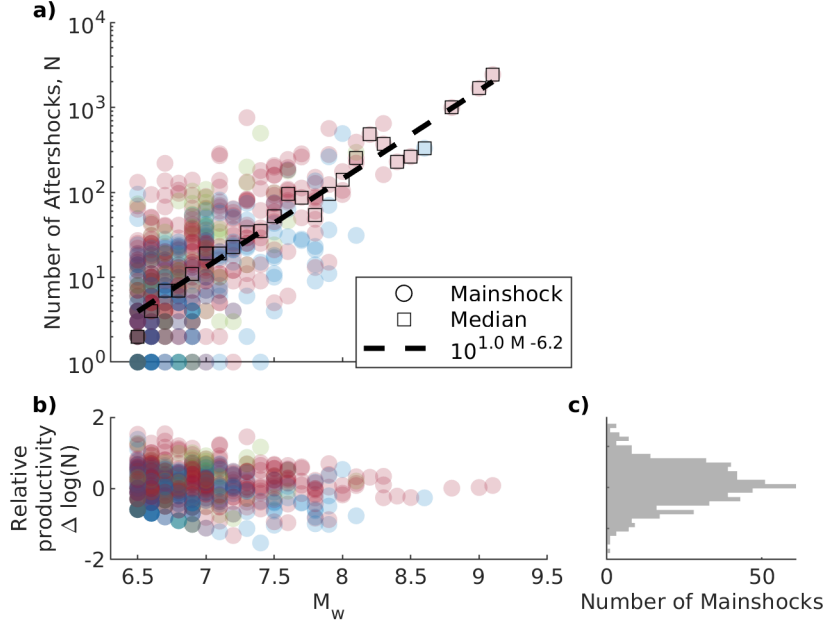 a)
Number of Aftershocks, N
10^4
10^3
10^2
10^1
10^0
Mainshock
Median
10^1.0 M -6.2
b)
Relative
productivity
Δ log(N)
2
0
-2
6.5 7 7.5 8 8.5 9 9.5
M_w
c)
0 50
Number of Mainshocks